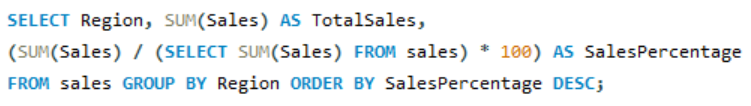 SELECT Region, SUM(Sales) AS TotalSales,
(SUM(Sales) / (SELECT SUM(Sales) FROM sales) * 100) AS SalesPercentage
FROM sales GROUP BY Region ORDER BY SalesPercentage DESC;